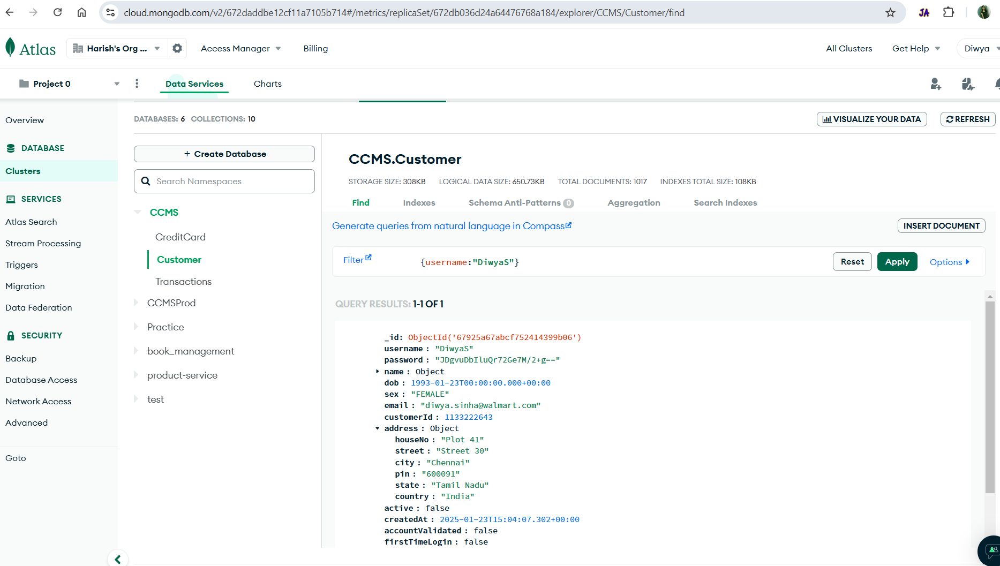 cloud.mongodb.com/v2/672daddbe12cf11a7105b714#/metrics/replicaSet/672db036d24a64476768a184/explorer/CCMS/Customer/find
JA
Atlas
Harish's Org ...
Access Manager
Billing
All Clusters
Get Help
Diwya
Project 0
Data Services
Charts
Overview
DATABASE
Clusters
SERVICES
Atlas Search
Stream Processing
Triggers
Migration
Data Federation
SECURITY
Backup
Database Access
Network Access
Advanced
Goto
DATABASES: 6 COLLECTIONS: 10
VISUALIZE YOUR DATA
REFRESH
+ Create Database
Search Namespaces
CCMS
CreditCard
Customer
Transactions
CCMSProd
Practice
book_management
product-service
test
CCMS.Customer
STORAGE SIZE: 308KB LOGICAL DATA SIZE: 650.73KB TOTAL DOCUMENTS: 1017 INDEXES TOTAL SIZE: 108KB
Find Indexes Schema Anti-Patterns 0 Aggregation Search Indexes
Generate queries from natural language in Compass
INSERT DOCUMENT
Filter
{username:"DiwyaS"}
Reset
Apply
Options
QUERY RESULTS: 1-1 OF 1
_id: ObjectId('67925a67abcf752414399b06')
username : "DiwyaS"
password : "JDgvuDbIluQr72Ge7M/2+g=="
name : Object
dob : 1993-01-23T00:00:00.000+00:00
sex : "FEMALE"
email : "diwya.sinha@walmart.com"
customerId : 1133222643
address : Object
houseNo : "Plot 41"
street : "Street 30"
city : "Chennai"
pin : "600091"
state : "Tamil Nadu"
country : "India"
active : false
createdAt : 2025-01-23T15:04:07.302+00:00
accountValidated : false
firstTimeLogin : false